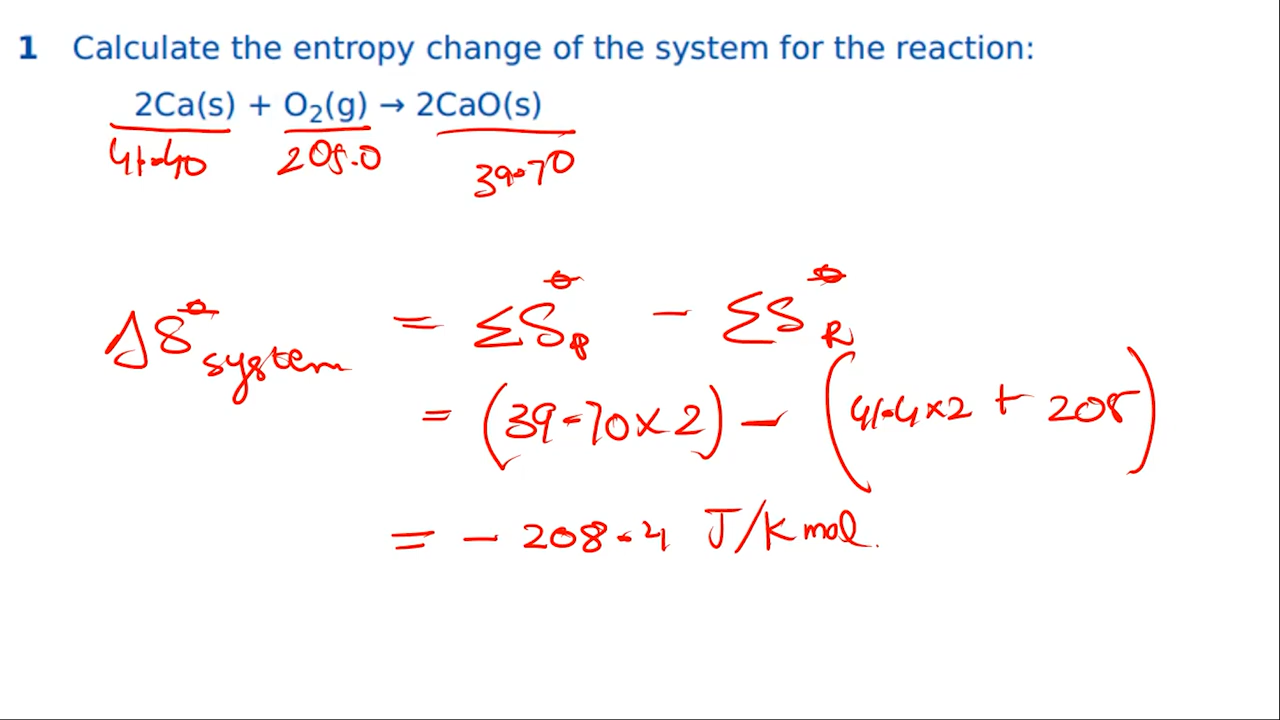 1 Calculate the entropy change of the system for the reaction:
2Ca(s) + O₂(g) → 2CaO(s)
41.40 205.0 39.70
ΔS⦵system = ΣS⦵P − ΣS⦵R
= (39.70 × 2) − (41.4 × 2 + 205)
= − 208.4 J/K mol.